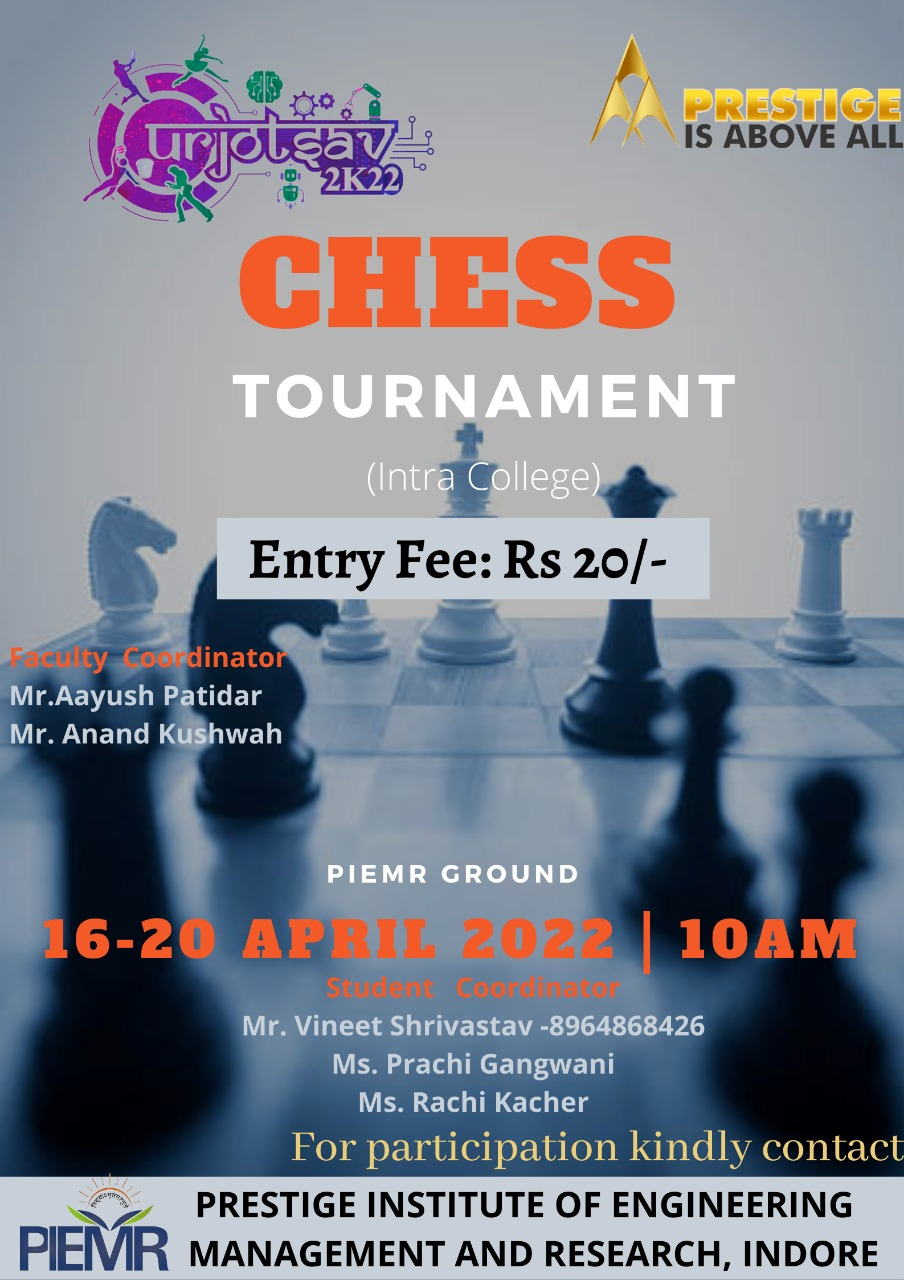 urjotsav
2K22
PRESTIGE
IS ABOVE ALL
CHESS
TOURNAMENT
(Intra College)
Entry Fee: Rs 20/-
Faculty Coordinator
Mr.Aayush Patidar
Mr. Anand Kushwah
PIEMR GROUND
16-20 APRIL 2022 | 10AM
Student Coordinator
Mr. Vineet Shrivastav -8964868426
Ms. Prachi Gangwani
Ms. Rachi Kacher
For participation kindly contact
PIEMR
PRESTIGE INSTITUTE OF ENGINEERING
MANAGEMENT AND RESEARCH, INDORE